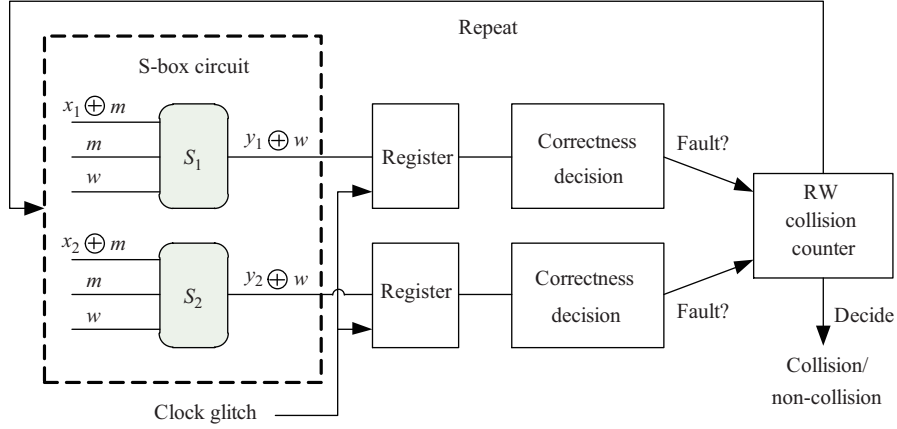 Repeat
S-box circuit
x₁ ⊕ m
m
w
S₁
y₁ ⊕ w
Register
Correctness
decision
Fault?
RW
collision
counter
x₂ ⊕ m
m
w
S₂
y₂ ⊕ w
Register
Correctness
decision
Fault?
Decide
Collision/
non-collision
Clock glitch